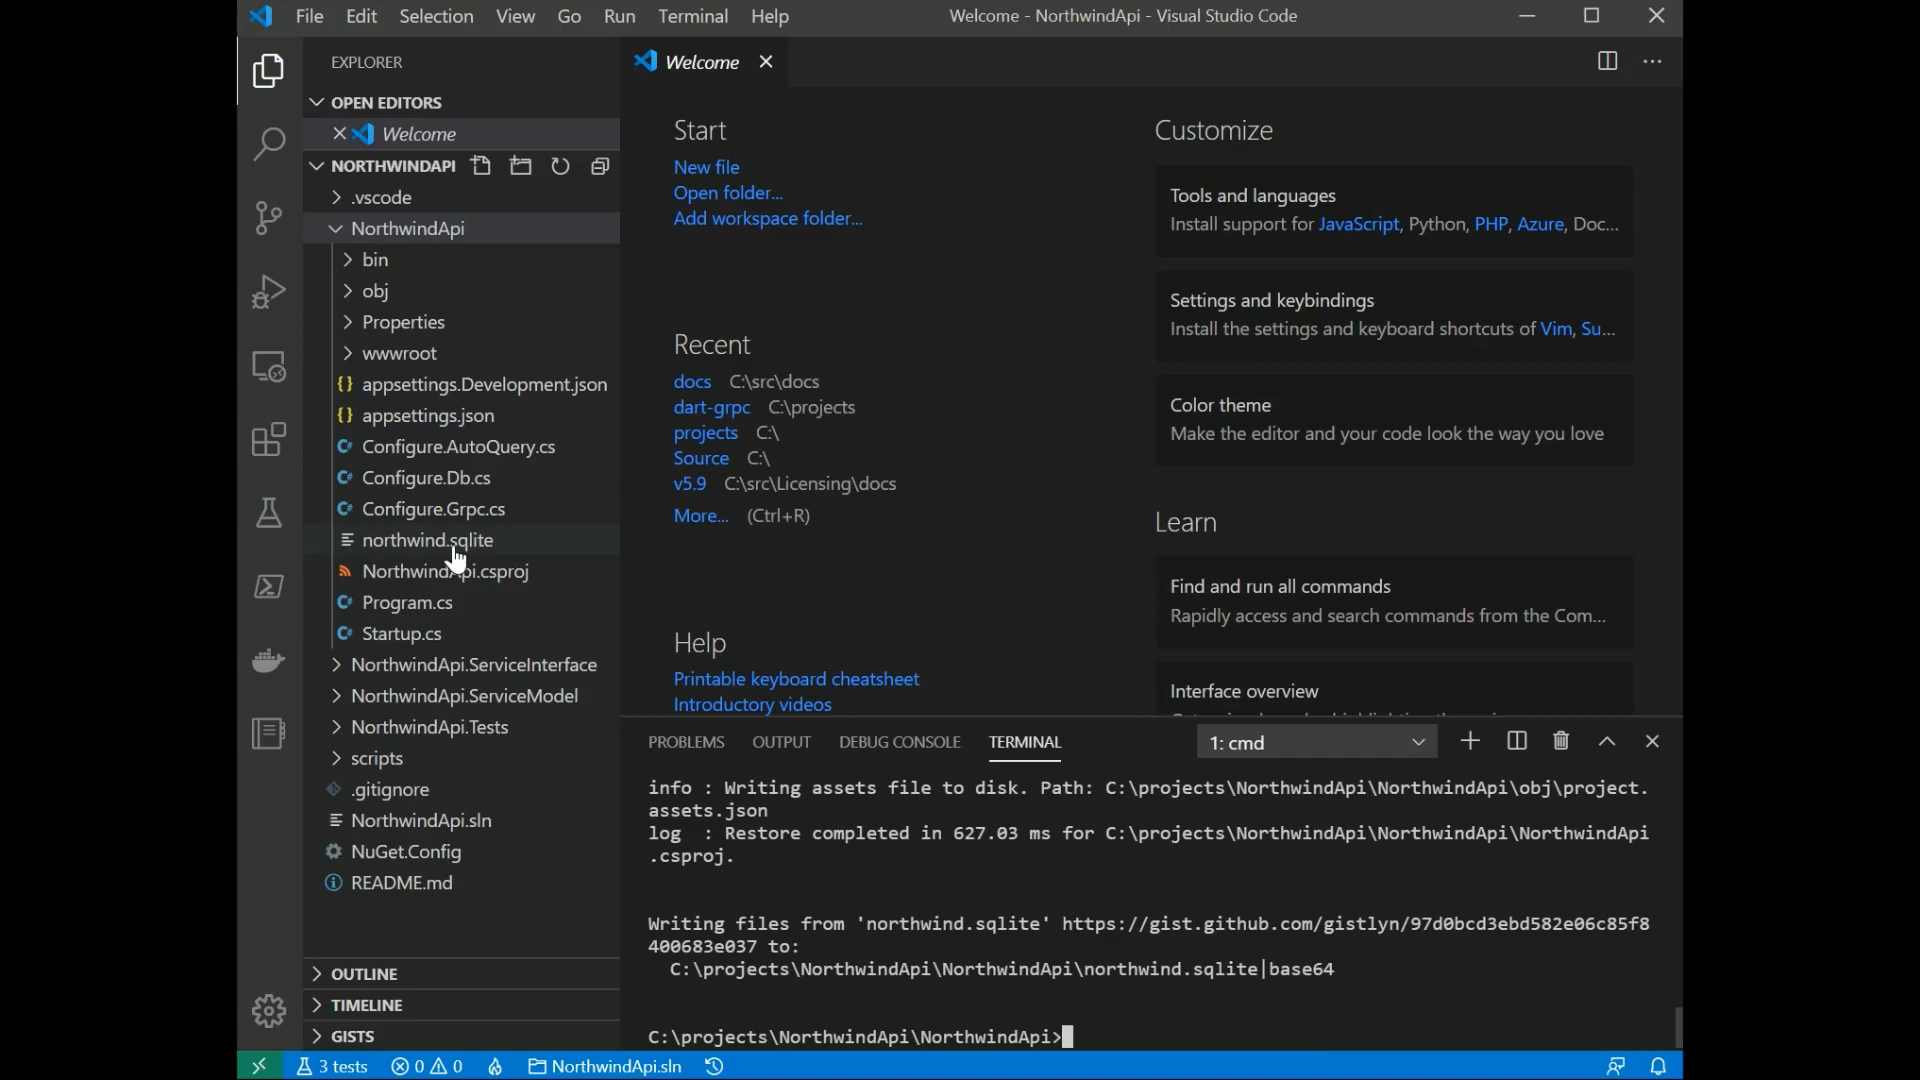 File Edit Selection View Go Run Terminal Help
Welcome - NorthwindApi - Visual Studio Code
EXPLORER
OPEN EDITORS
Welcome
NORTHWINDAPI
.vscode
NorthwindApi
bin
obj
Properties
wwwroot
appsettings.Development.json
appsettings.json
Configure.AutoQuery.cs
Configure.Db.cs
Configure.Grpc.cs
northwind.sqlite
NorthwindApi.csproj
Program.cs
Startup.cs
NorthwindApi.ServiceInterface
NorthwindApi.ServiceModel
NorthwindApi.Tests
scripts
.gitignore
NorthwindApi.sln
NuGet.Config
README.md
OUTLINE
TIMELINE
GISTS
Welcome
Start
New file
Open folder...
Add workspace folder...
Recent
docs C:\src\docs
dart-grpc C:\projects
projects C:\
Source C:\
v5.9 C:\src\Licensing\docs
More... (Ctrl+R)
Help
Printable keyboard cheatsheet
Introductory videos
Customize
Tools and languages
Install support for JavaScript, Python, PHP, Azure, Doc...
Settings and keybindings
Install the settings and keyboard shortcuts of Vim, Su...
Color theme
Make the editor and your code look the way you love
Learn
Find and run all commands
Rapidly access and search commands from the Com...
Interface overview
PROBLEMS OUTPUT DEBUG CONSOLE TERMINAL
1: cmd
info : Writing assets file to disk. Path: C:\projects\NorthwindApi\NorthwindApi\obj\project.
assets.json
log : Restore completed in 627.03 ms for C:\projects\NorthwindApi\NorthwindApi\NorthwindApi
.csproj.
Writing files from 'northwind.sqlite' https://gist.github.com/gistlyn/97d0bcd3ebd582e06c85f8
400683e037 to:
C:\projects\NorthwindApi\NorthwindApi\northwind.sqlite|base64
C:\projects\NorthwindApi\NorthwindApi>
3 tests 0 0 NorthwindApi.sln